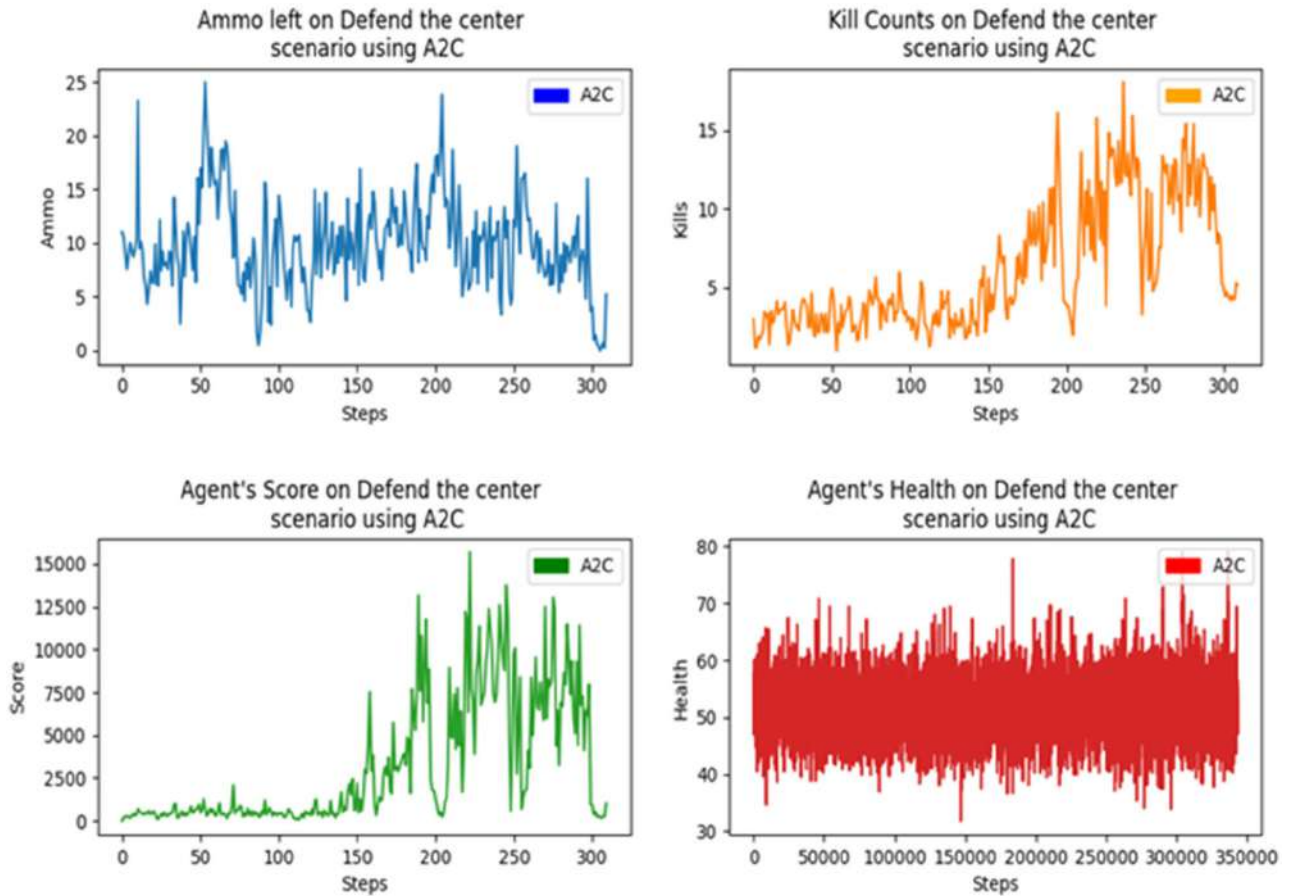 Ammo left on Defend the center
scenario using A2C
25
20
15
10
5
0
Ammo
A2C
0 50 100 150 200 250 300
Steps
Kill Counts on Defend the center
scenario using A2C
15
10
5
Kills
A2C
0 50 100 150 200 250 300
Steps
Agent's Score on Defend the center
scenario using A2C
15000
12500
10000
7500
5000
2500
0
Score
A2C
0 50 100 150 200 250 300
Steps
Agent's Health on Defend the center
scenario using A2C
80
70
60
50
40
30
Health
A2C
0 50000 100000 150000 200000 250000 300000 350000
Steps